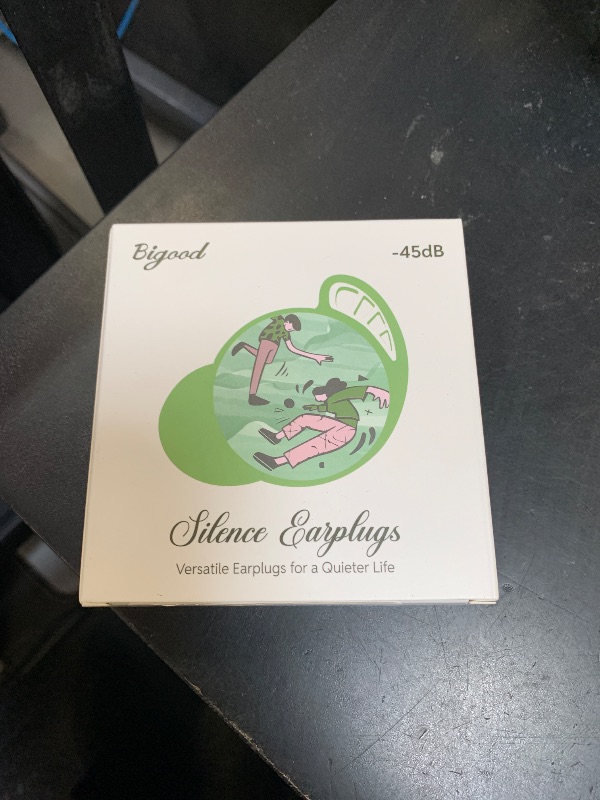 Bigood
-45dB
Silence Earplugs
Versatile Earplugs for a Quieter Life